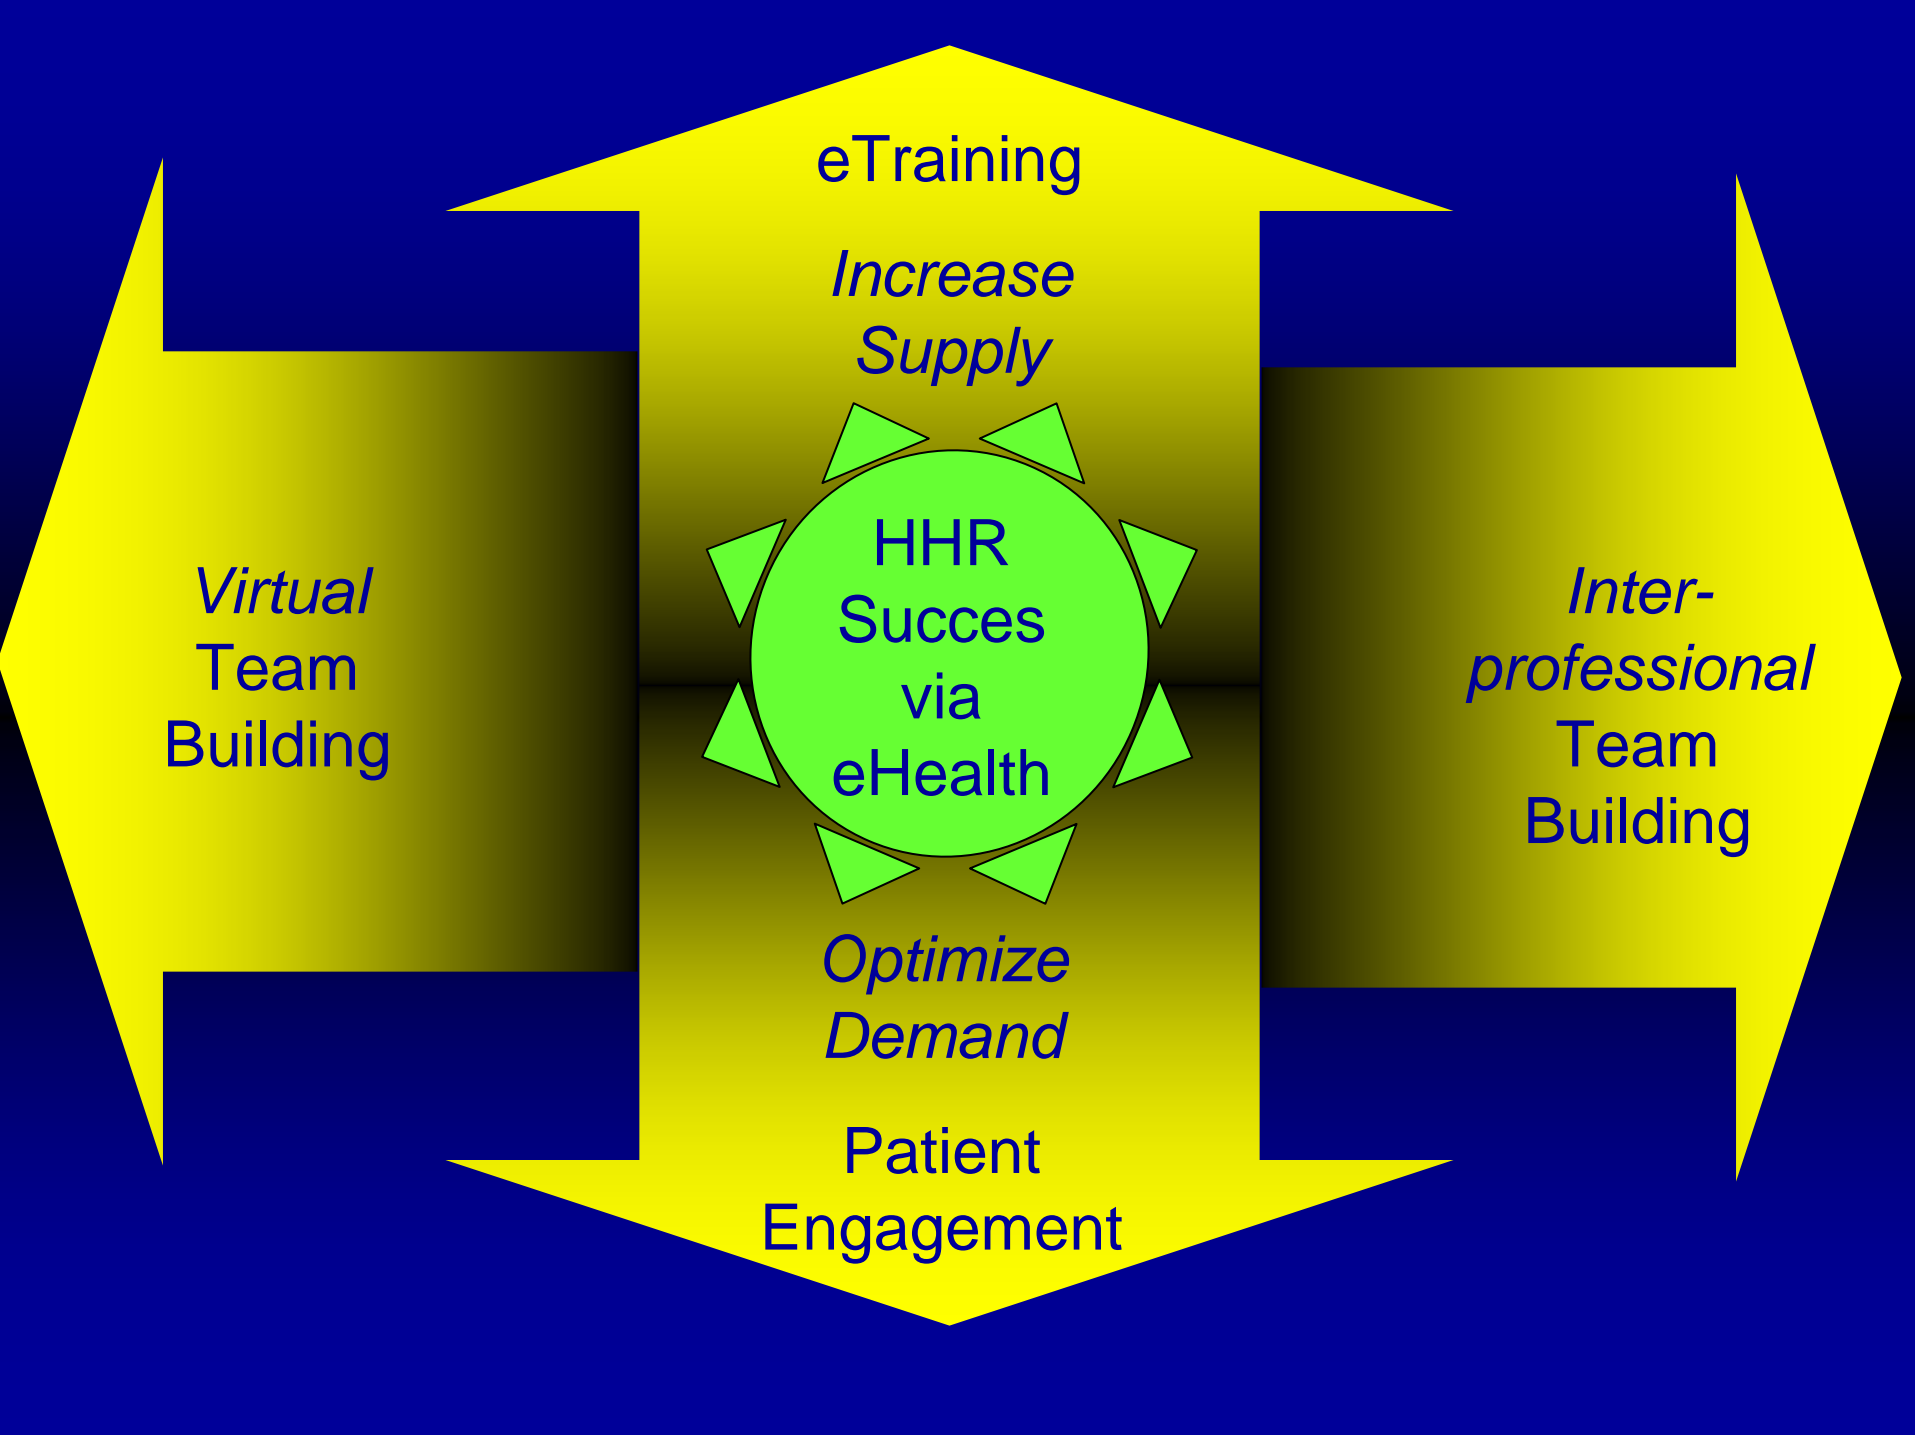 eTraining
Increase
Supply
Virtual
Team
Building
HHR
Succes
via
eHealth
Inter-
professional
Team
Building
Optimize
Demand
Patient
Engagement